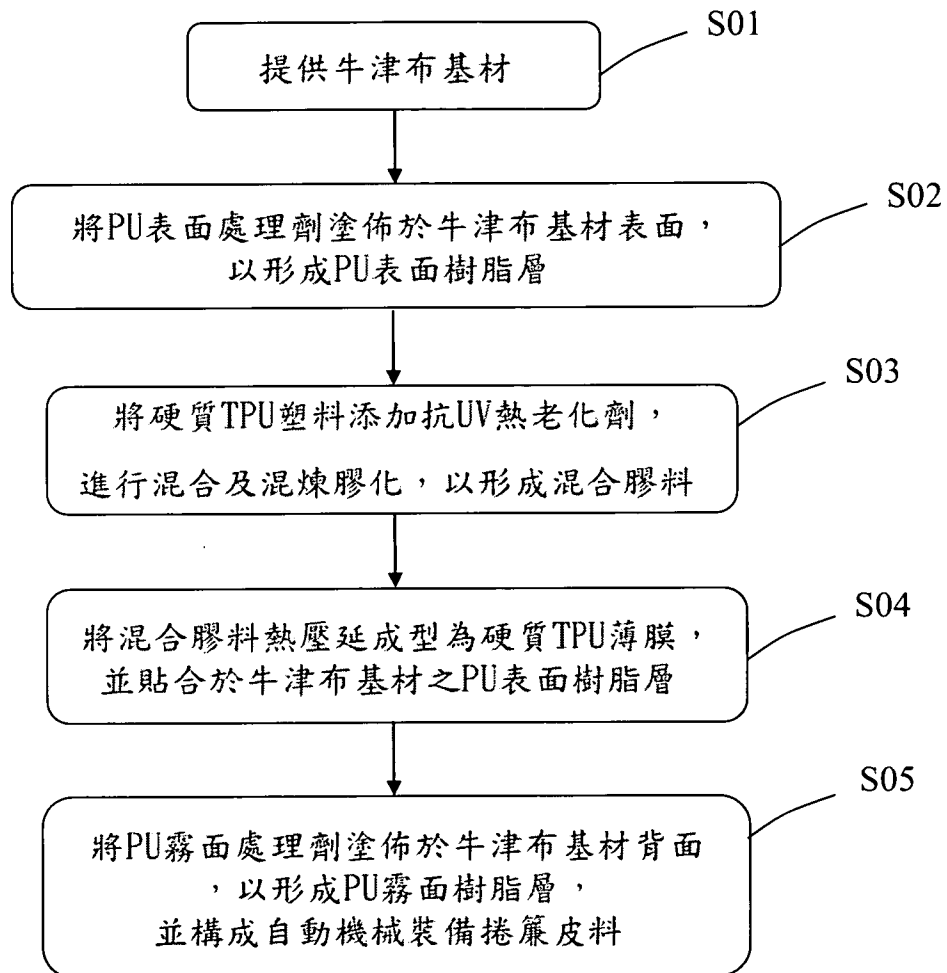 S01
提供牛津布基材
S02
將PU表面處理劑塗佈於牛津布基材表面，
以形成PU表面樹脂層
S03
將硬質TPU塑料添加抗UV熱老化劑，
進行混合及混煉膠化，以形成混合膠料
S04
將混合膠料熱壓延成型為硬質TPU薄膜，
並貼合於牛津布基材之PU表面樹脂層
S05
將PU霧面處理劑塗佈於牛津布基材背面
，以形成PU霧面樹脂層，
並構成自動機械裝備捲簾皮料